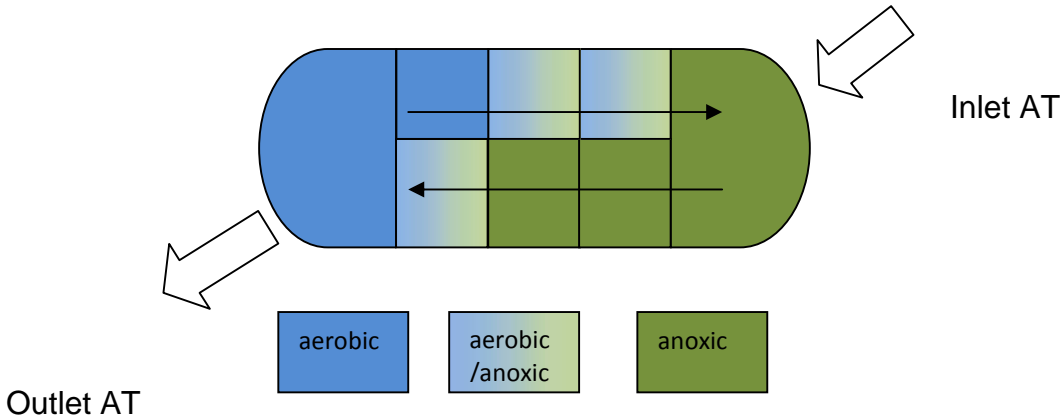 Inlet AT
aerobic
aerobic
/anoxic
anoxic
Outlet AT